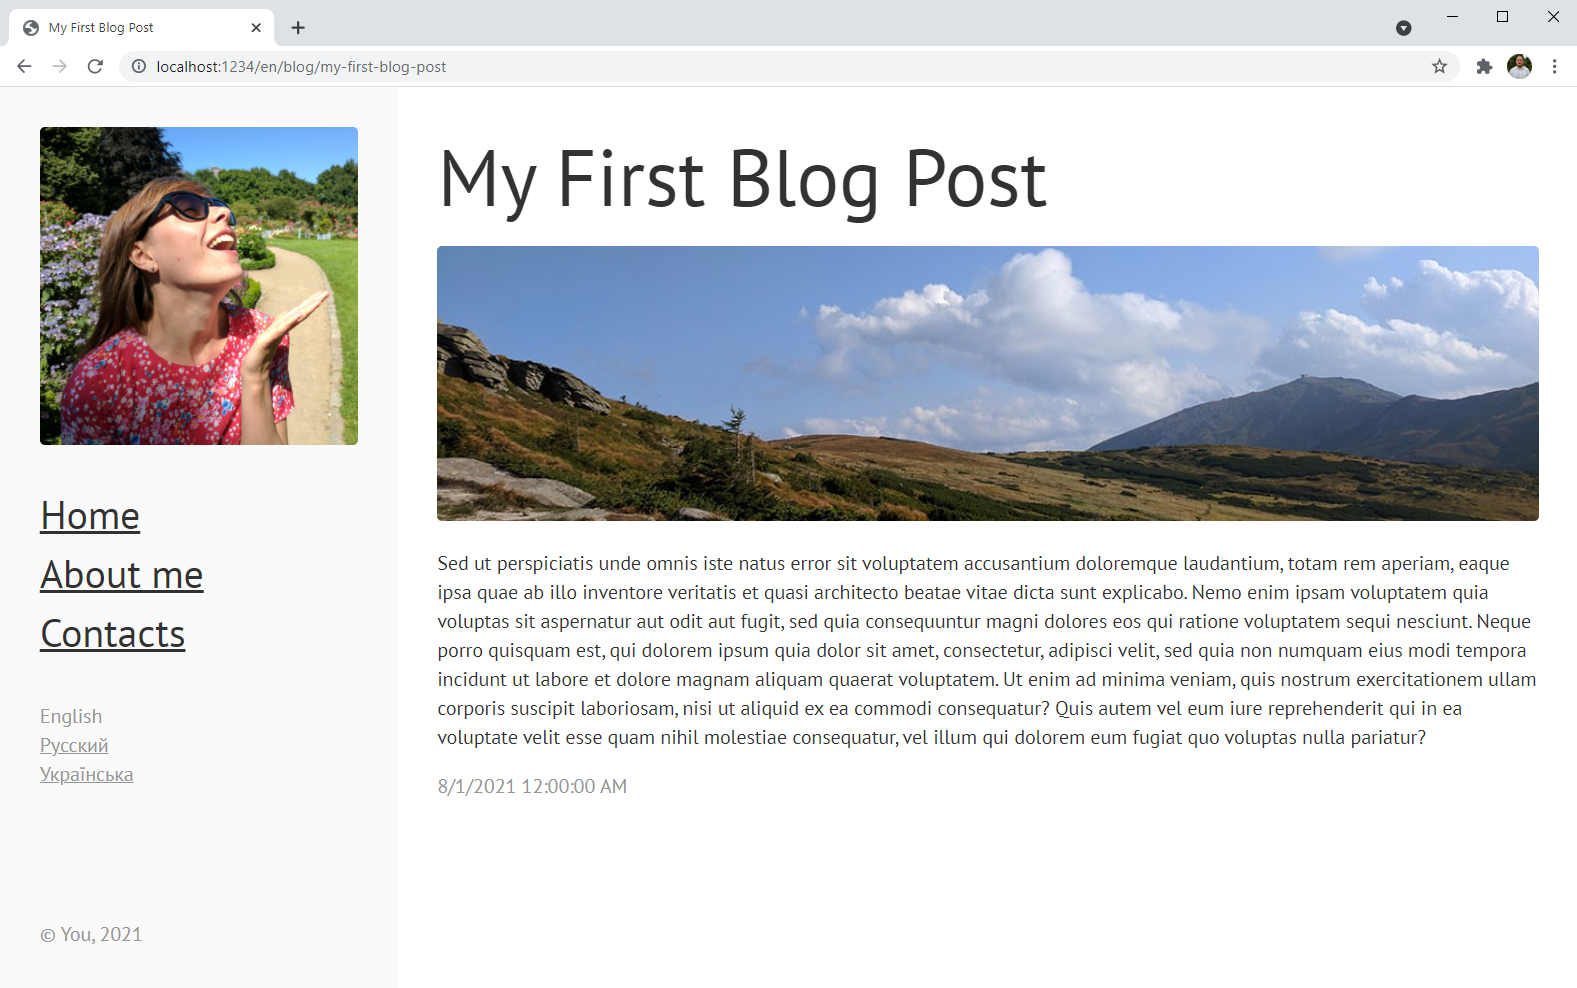 My First Blog Post
localhost:1234/en/blog/my-first-blog-post
Home
About me
Contacts
English
Русский
Українська
© You, 2021
My First Blog Post
Sed ut perspiciatis unde omnis iste natus error sit voluptatem accusantium doloremque laudantium, totam rem aperiam, eaque
ipsa quae ab illo inventore veritatis et quasi architecto beatae vitae dicta sunt explicabo. Nemo enim ipsam voluptatem quia
voluptas sit aspernatur aut odit aut fugit, sed quia consequuntur magni dolores eos qui ratione voluptatem sequi nesciunt. Neque
porro quisquam est, qui dolorem ipsum quia dolor sit amet, consectetur, adipisci velit, sed quia non numquam eius modi tempora
incidunt ut labore et dolore magnam aliquam quaerat voluptatem. Ut enim ad minima veniam, quis nostrum exercitationem ullam
corporis suscipit laboriosam, nisi ut aliquid ex ea commodi consequatur? Quis autem vel eum iure reprehenderit qui in ea
voluptate velit esse quam nihil molestiae consequatur, vel illum qui dolorem eum fugiat quo voluptas nulla pariatur?
8/1/2021 12:00:00 AM